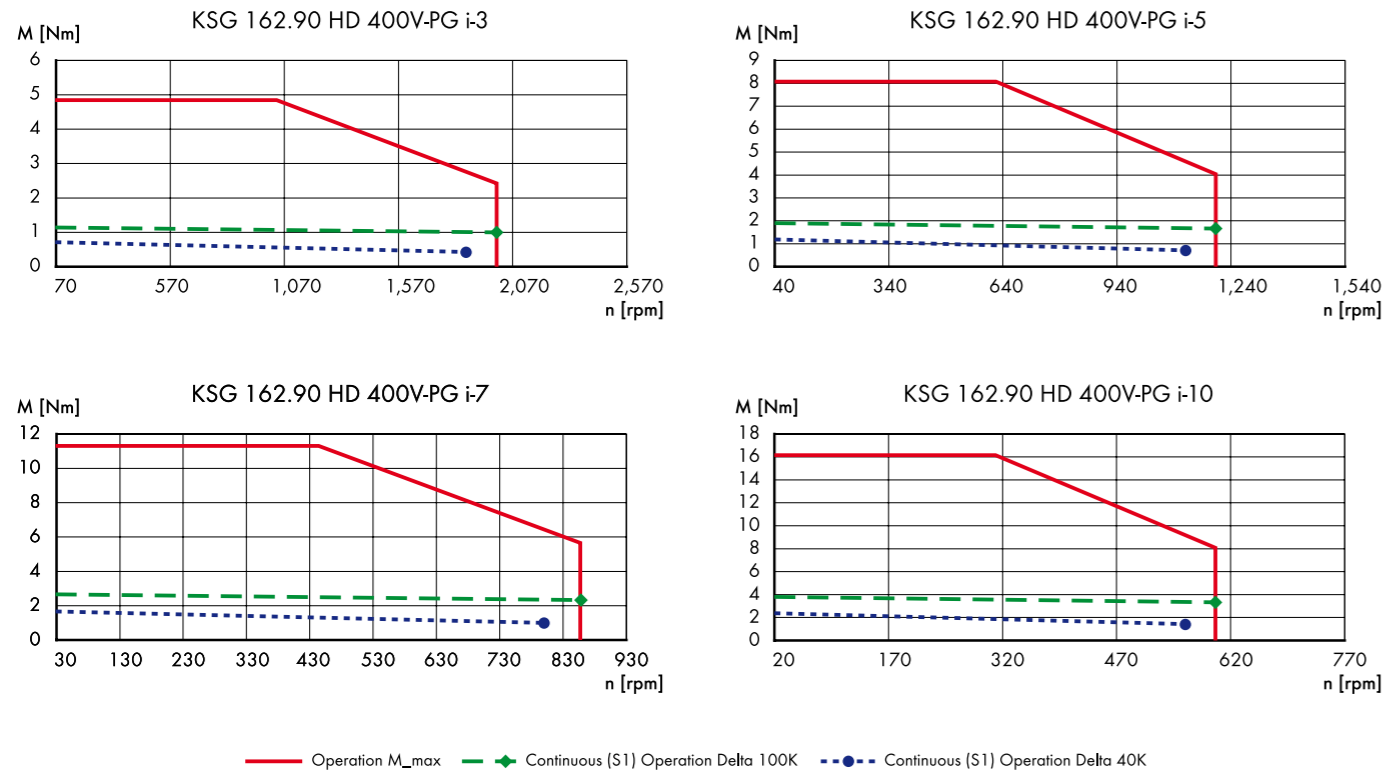 KSG 162.90 HD 400V-PG i-3
M [Nm]
6
5
4
3
2
1
0
70 570 1,070 1,570 2,070 2,570
n [rpm]
KSG 162.90 HD 400V-PG i-5
M [Nm]
9
8
7
6
5
4
3
2
1
0
40 340 640 940 1,240 1,540
n [rpm]
KSG 162.90 HD 400V-PG i-7
M [Nm]
12
10
8
6
4
2
0
30 130 230 330 430 530 630 730 830 930
n [rpm]
KSG 162.90 HD 400V-PG i-10
M [Nm]
18
16
14
12
10
8
6
4
2
0
20 170 320 470 620 770
n [rpm]
Operation M_max Continuous (S1) Operation Delta 100K Continuous (S1) Operation Delta 40K